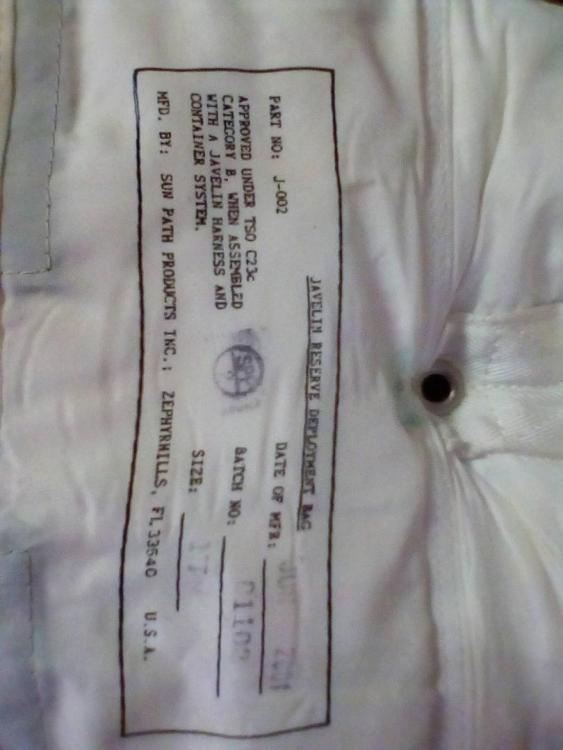 JAVELIN RESERVE DEPLOYMENT BAG
PART NO: J-002
DATE OF MFR: 2001
APPROVED UNDER TSO C23c
CATEGORY B, WHEN ASSEMBLED
WITH A JAVELIN HARNESS AND
CONTAINER SYSTEM.
BATCH NO:
SIZE:
MFD. BY: SUN PATH PRODUCTS INC.; ZEPHYRHILLS, FL 33540 U.S.A.